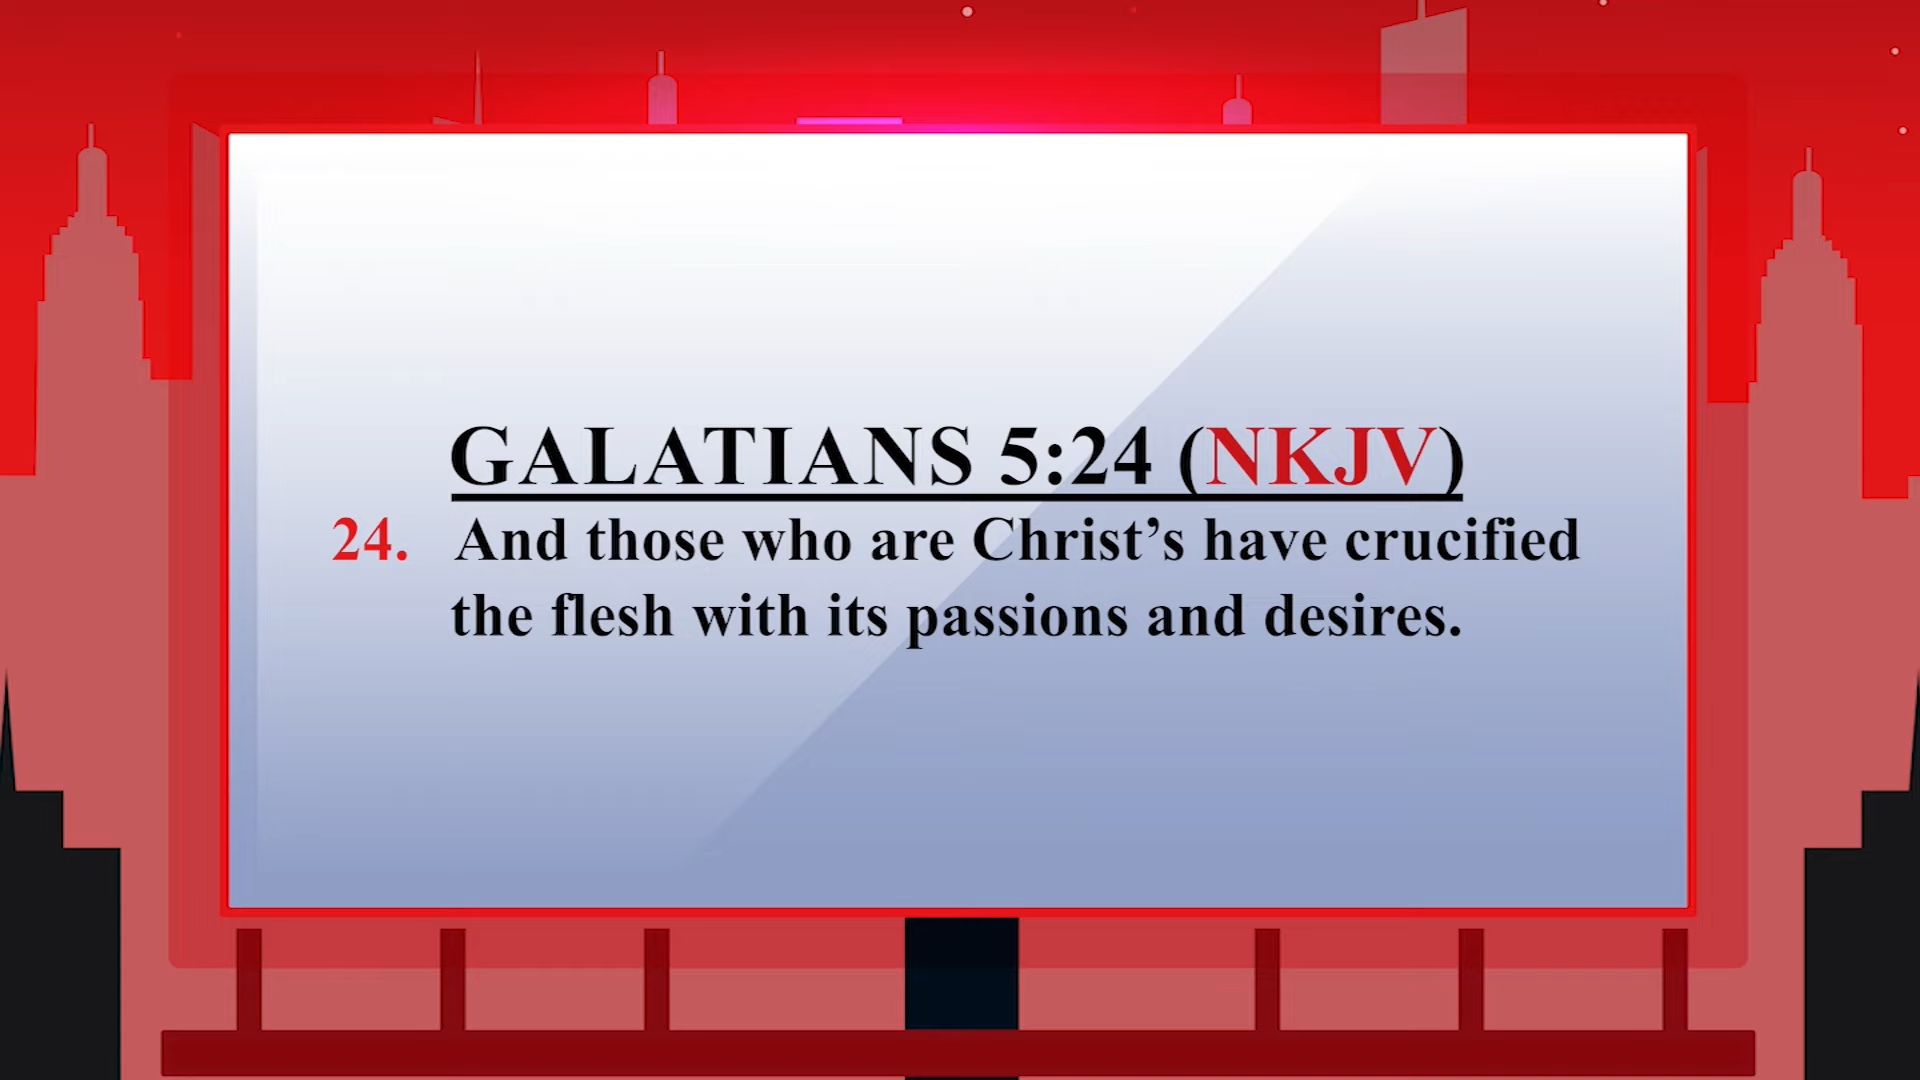 GALATIANS 5:24 (NKJV)
24. And those who are Christ’s have crucified
the flesh with its passions and desires.